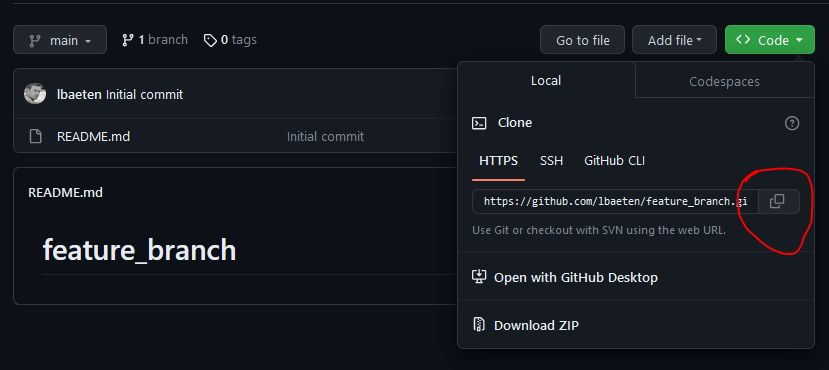 main 1 branch 0 tags Go to file Add file <> Code
lbaeten Initial commit
README.md Initial commit
README.md
feature_branch
Local Codespaces
Clone
HTTPS SSH GitHub CLI
https://github.com/lbaeten/feature_branch.gi
Use Git or checkout with SVN using the web URL.
Open with GitHub Desktop
Download ZIP